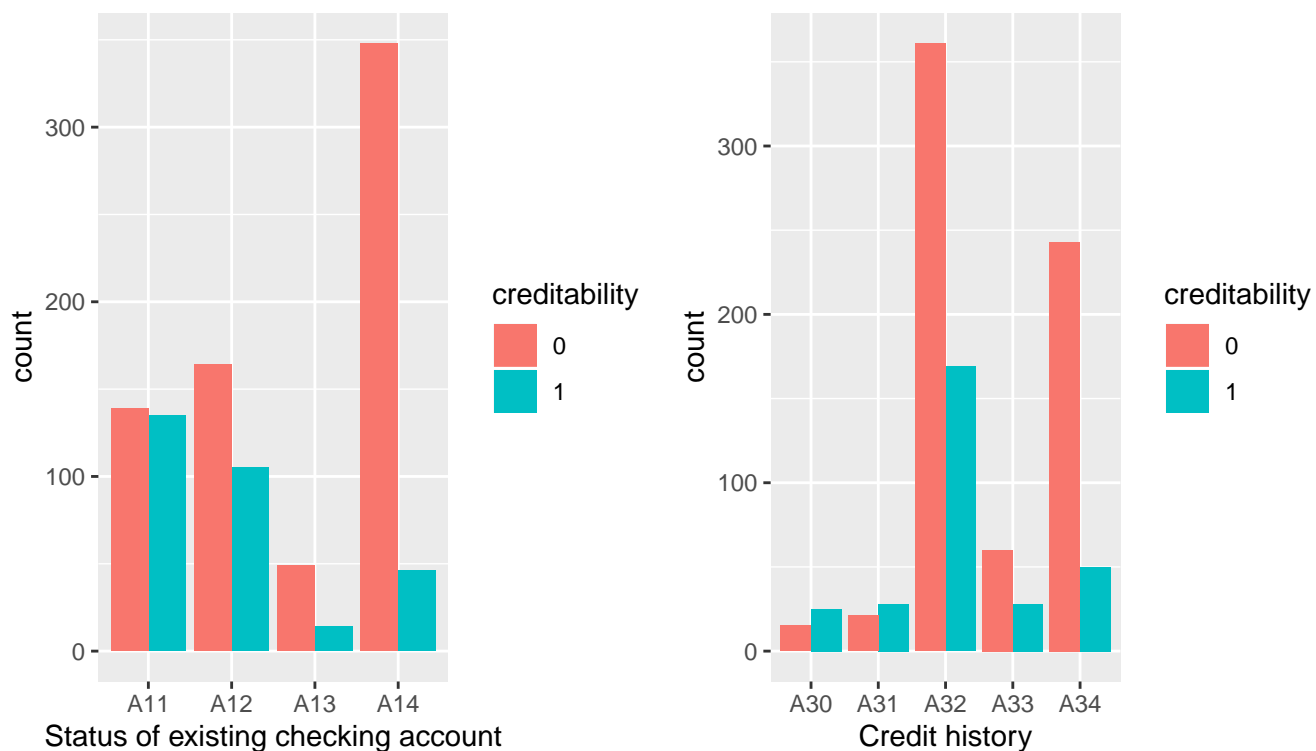 count
300
200
100
0
A11 A12 A13 A14
Status of existing checking account
creditability
0
1
count
300
200
100
0
A30 A31 A32 A33 A34
Credit history
creditability
0
1